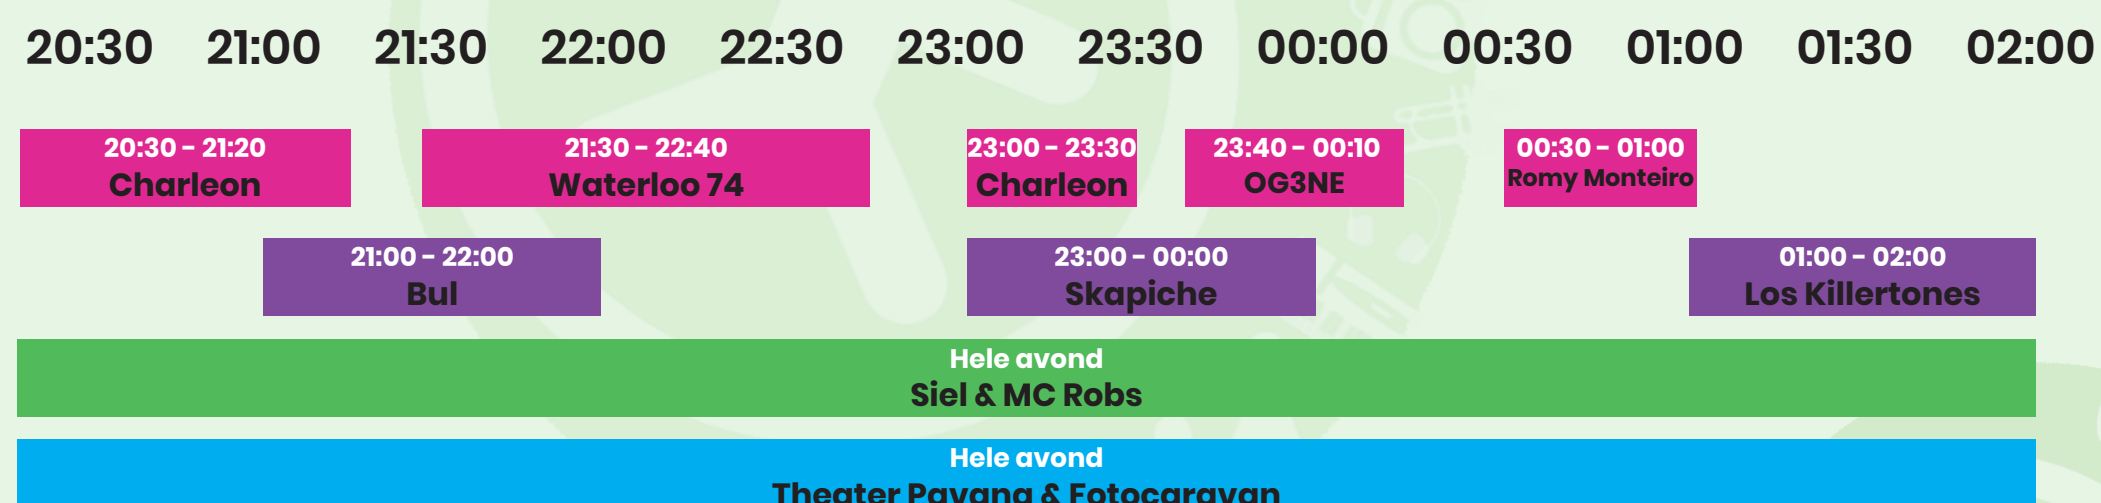 20:30 21:00 21:30 22:00 22:30 23:00 23:30 00:00 00:30 01:00 01:30 02:00
20:30 - 21:20
Charleon
21:30 - 22:40
Waterloo 74
23:00 - 23:30
Charleon
23:40 - 00:10
OG3NE
00:30 - 01:00
Romy Monteiro
21:00 - 22:00
Bul
23:00 - 00:00
Skapiche
01:00 - 02:00
Los Killertones
Hele avond
Siel & MC Robs
Hele avond
Theater Pavana & Fotocaravan